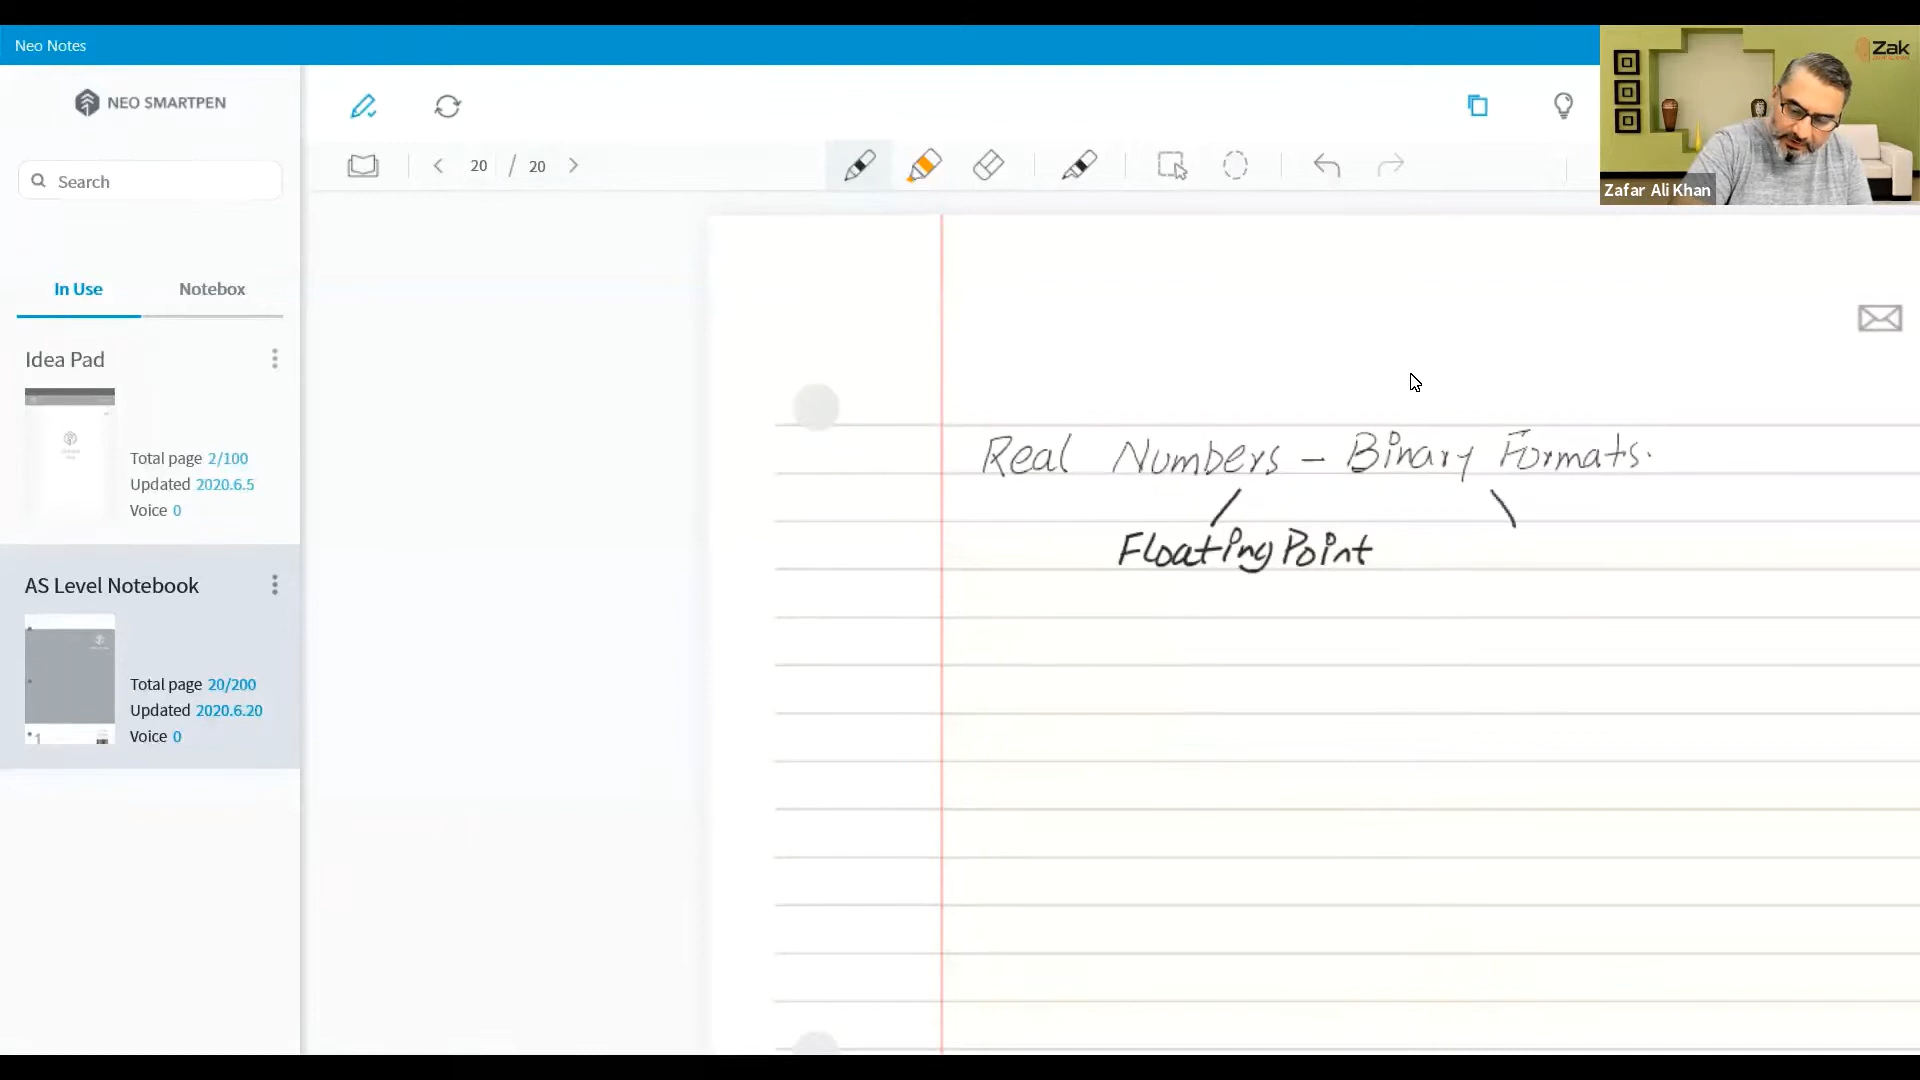 Neo Notes
Zak
NEO SMARTPEN
20 / 20
Search
Zafar Ali Khan
In Use
Notebox
Idea Pad
Total page 2/100
Updated 2020.6.5
Voice 0
AS Level Notebook
Total page 20/200
Updated 2020.6.20
Voice 0
1
Real Numbers – Binary Formats.
Floating Point